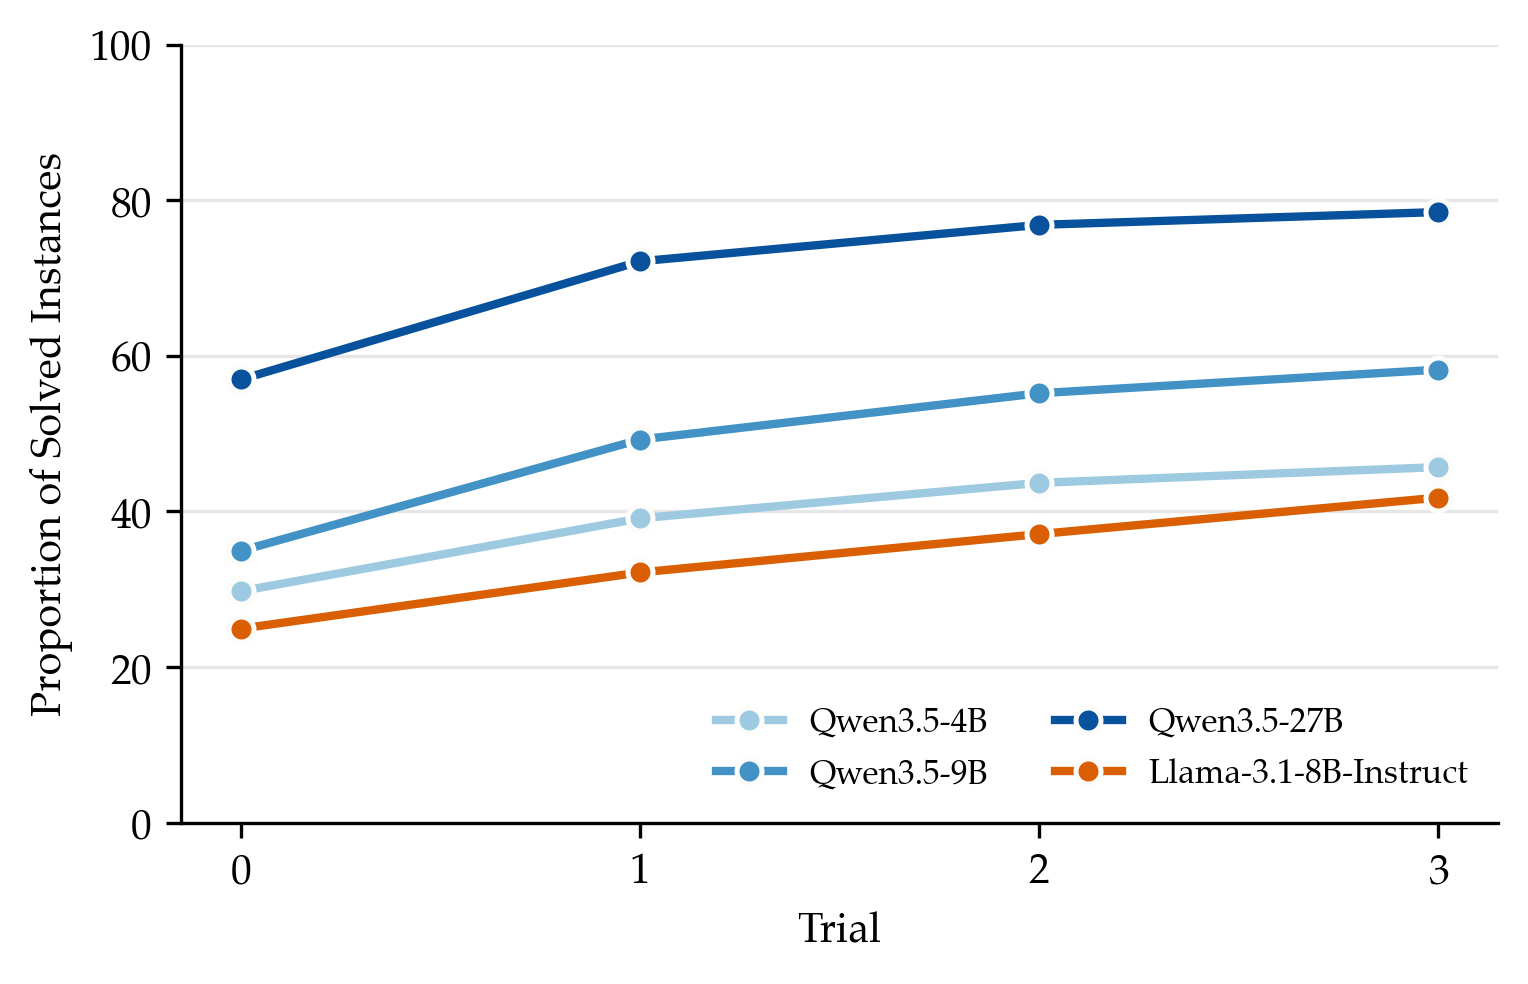 Proportion of Solved Instances
100
80
60
40
20
0
0 1 2 3
Trial
Qwen3.5-4B
Qwen3.5-9B
Qwen3.5-27B
Llama-3.1-8B-Instruct